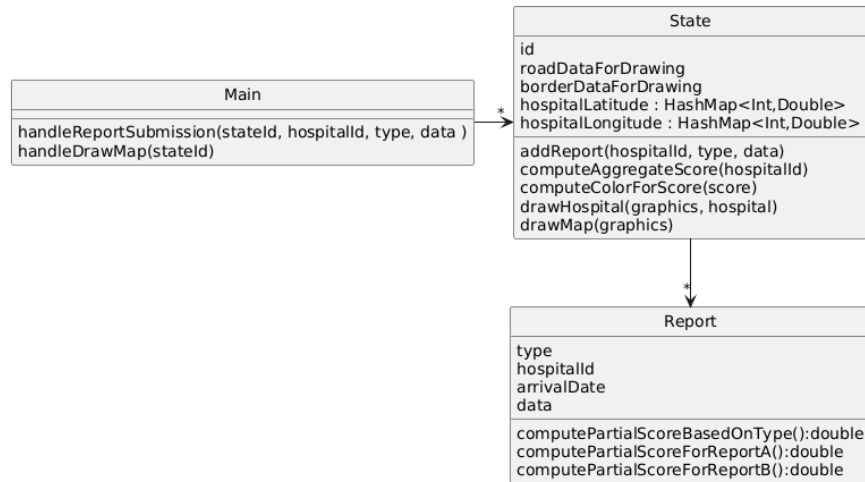 Main
handleReportSubmission(stateId, hospitalId, type, data )
handleDrawMap(stateId)
*
State
id
roadDataForDrawing
borderDataForDrawing
hospitalLatitude : HashMap<Int,Double>
hospitalLongitude : HashMap<Int,Double>
addReport(hospitalId, type, data)
computeAggregateScore(hospitalId)
computeColorForScore(score)
drawHospital(graphics, hospital)
drawMap(graphics)
*
Report
type
hospitalId
arrivalDate
data
computePartialScoreBasedOnType():double
computePartialScoreForReportA():double
computePartialScoreForReportB():double